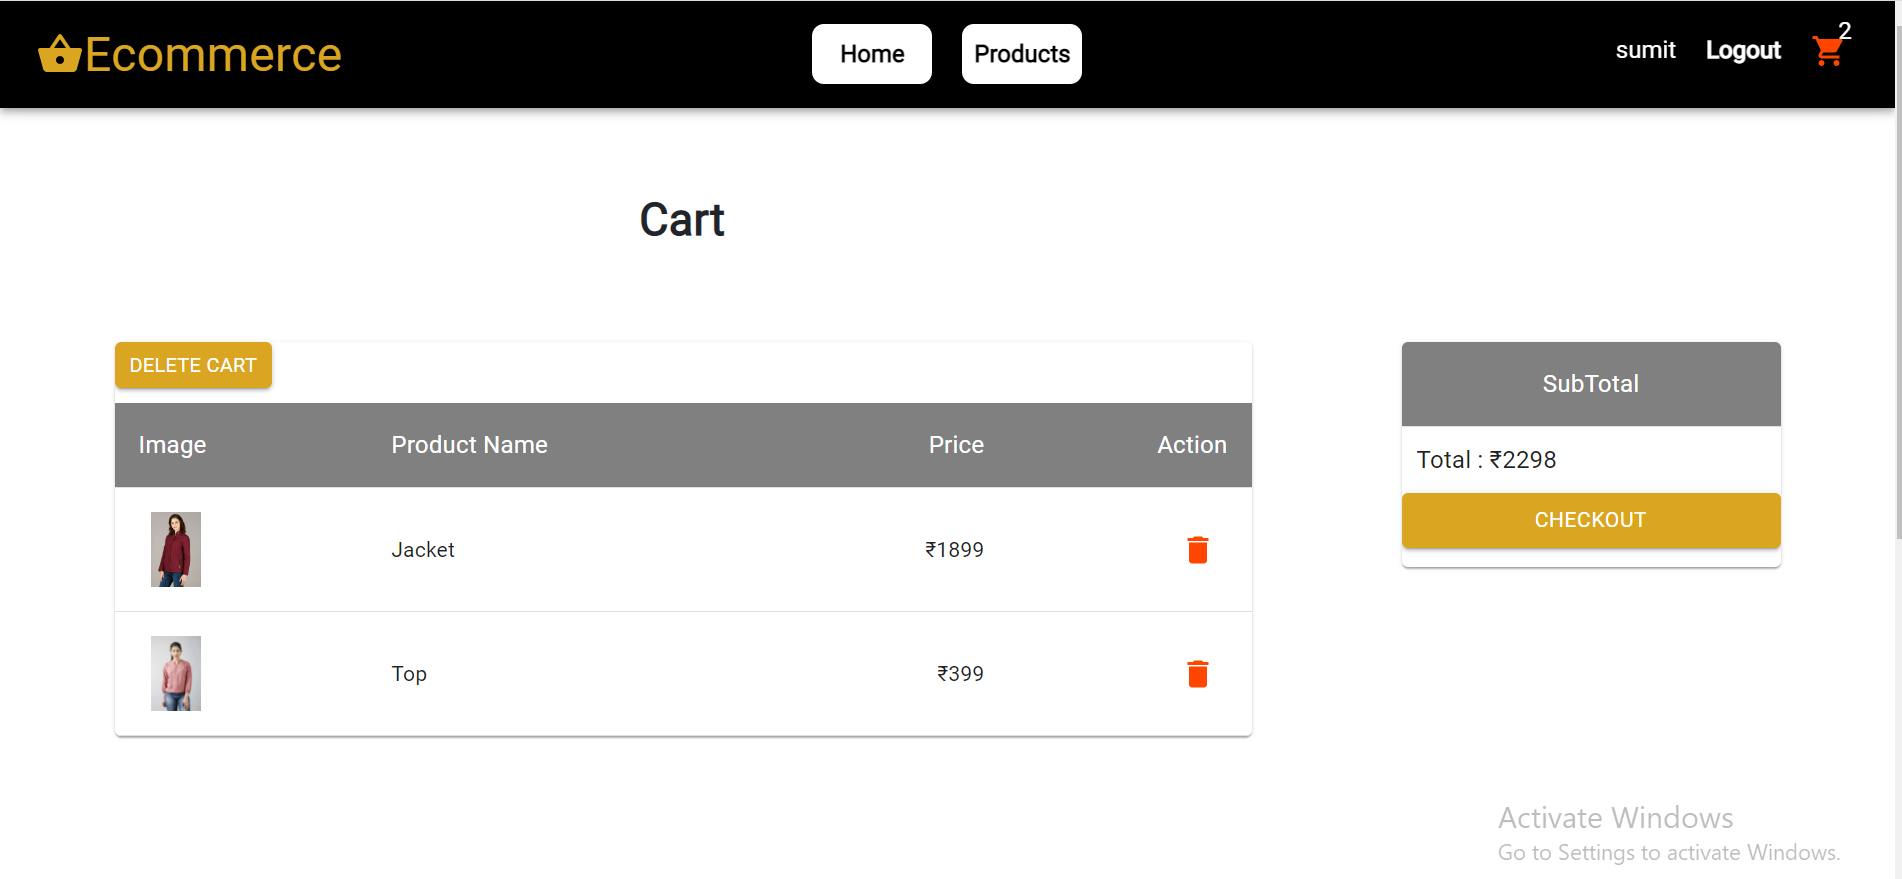 Ecommerce
Home
Products
sumit
Logout
2
Cart
DELETE CART
Image Product Name Price Action
Jacket ₹1899
Top ₹399
SubTotal
Total : ₹2298
CHECKOUT
Activate Windows
Go to Settings to activate Windows.